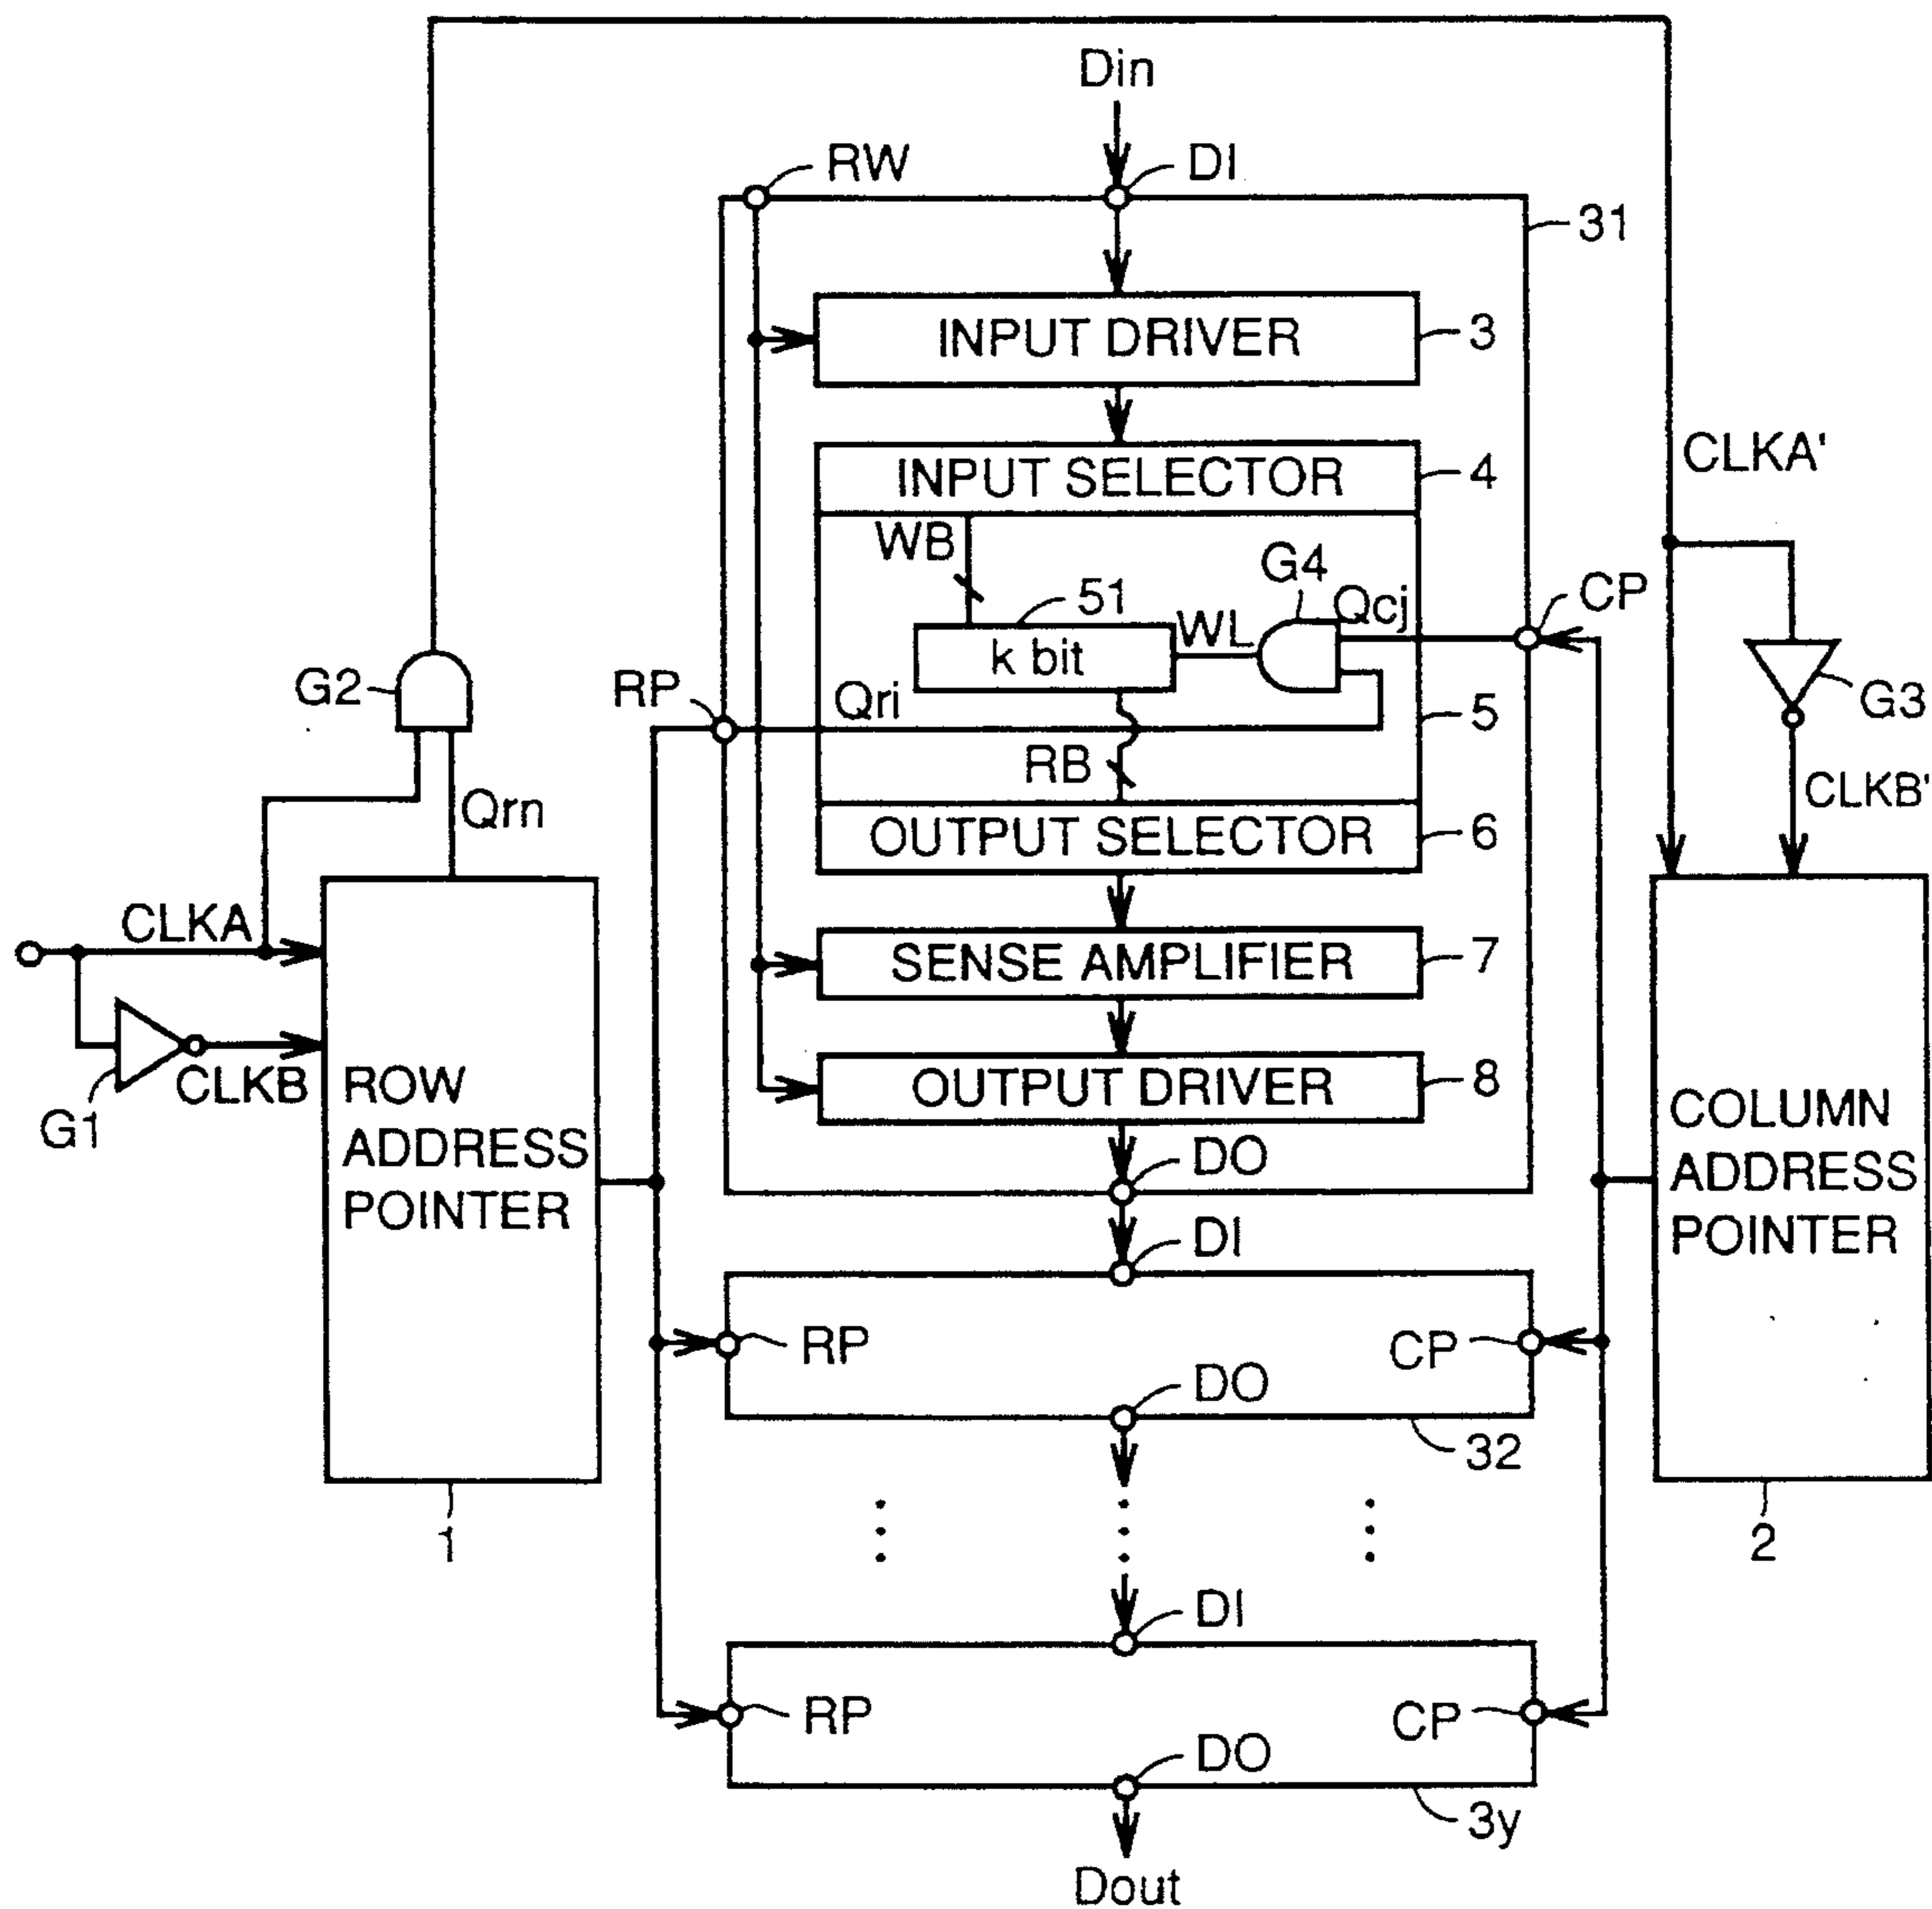 Din
RW
DI
31
INPUT DRIVER
3
CLKA'
INPUT SELECTOR
4
WB
G4
51
Qcj
CP
WL
k bit
G2
RP
Qri
5
G3
RB
CLKB'
Qrn
OUTPUT SELECTOR
6
CLKA
SENSE AMPLIFIER
7
CLKB
G1
ROW
ADDRESS
POINTER
OUTPUT DRIVER
8
COLUMN
ADDRESS
POINTER
DO
DI
RP
CP
DO
32
1
2
DI
RP
CP
DO
3y
Dout